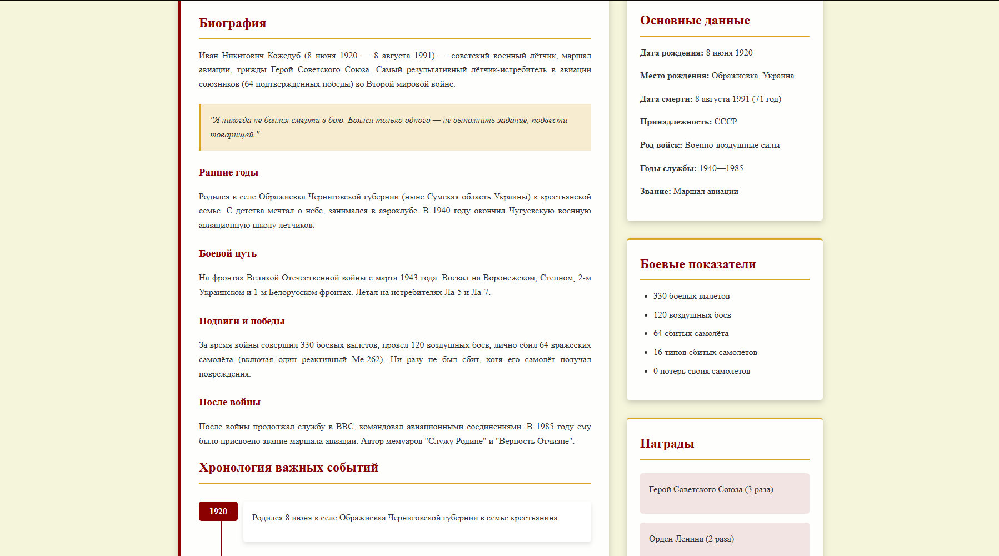 Биография
Иван Никитович Кожедуб (8 июня 1920 — 8 августа 1991) — советский военный лётчик, маршал
авиации, трижды Герой Советского Союза. Самый результативный лётчик-истребитель в авиации
союзников (64 подтверждённых победы) во Второй мировой войне.
"Я никогда не боялся смерти в бою. Боялся только одного — не выполнить задание, подвести
товарищей."
Ранние годы
Родился в селе Ображиевка Черниговской губернии (ныне Сумская область Украины) в крестьянской
семье. С детства мечтал о небе, занимался в аэроклубе. В 1940 году окончил Чугуевскую военную
авиационную школу лётчиков.
Боевой путь
На фронтах Великой Отечественной войны с марта 1943 года. Воевал на Воронежском, Степном, 2-м
Украинском и 1-м Белорусском фронтах. Летал на истребителях Ла-5 и Ла-7.
Подвиги и победы
За время войны совершил 330 боевых вылетов, провёл 120 воздушных боёв, лично сбил 64 вражеских
самолёта (включая один реактивный Ме-262). Ни разу не был сбит, хотя его самолёт получал
повреждения.
После войны
После войны продолжал службу в ВВС, командовал авиационными соединениями. В 1985 году ему
было присвоено звание маршала авиации. Автор мемуаров "Служу Родине" и "Верность Отчизне".
Хронология важных событий
1920
Родился 8 июня в селе Ображиевка Черниговской губернии в семье крестьянина
Основные данные
Дата рождения: 8 июня 1920
Место рождения: Ображиевка, Украина
Дата смерти: 8 августа 1991 (71 год)
Принадлежность: СССР
Род войск: Военно-воздушные силы
Годы службы: 1940—1985
Звание: Маршал авиации
Боевые показатели
• 330 боевых вылетов
• 120 воздушных боёв
• 64 сбитых самолёта
• 16 типов сбитых самолётов
• 0 потерь своих самолётов
Награды
Герой Советского Союза (3 раза)
Орден Ленина (2 раза)